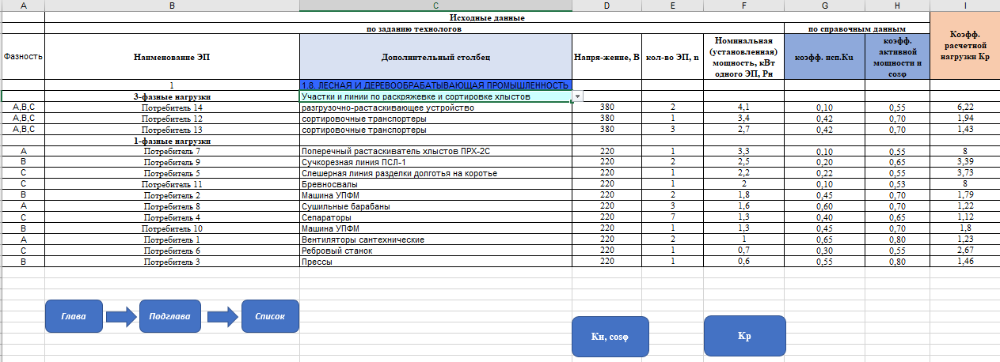 A B C D E F G H I
Исходные данные
по заданию технологов по справочным данным
Фазность Наименование ЭП Дополнительный столбец Напря-жение, В кол-во ЭП, n Номинальная (установленная) мощность, кВт одного ЭП, Рн коэфф. исп.Ku коэфф. активной мощности и cosφ Коэфф. расчетной нагрузки Kp
1 1.8. ЛЕСНАЯ И ДЕРЕВООБРАБАТЫВАЮЩАЯ ПРОМЫШЛЕННОСТЬ
3-фазные нагрузки Участки и линии по раскряжевке и сортировке хлыстов
A,B,C Потребитель 14 разгрузочно-растаскивающее устройство 380 2 4,1 0,10 0,55 6,22
A,B,C Потребитель 12 сортировочные транспортеры 380 1 3,4 0,42 0,70 1,94
A,B,C Потребитель 13 сортировочные транспортеры 380 3 2,7 0,42 0,70 1,43
1-фазные нагрузки
A Потребитель 7 Поперечный растаскиватель хлыстов ПРХ-2С 220 1 3,3 0,10 0,55 8
B Потребитель 9 Сучкорезная линия ПСЛ-1 220 2 2,5 0,20 0,65 3,39
C Потребитель 5 Слешерная линия разделки долготья на коротье 220 1 2,2 0,22 0,55 3,73
C Потребитель 11 Бревносвалы 220 1 2 0,10 0,53 8
B Потребитель 2 Машина УПФМ 220 2 1,8 0,45 0,70 1,79
A Потребитель 8 Сушильные барабаны 220 3 1,6 0,60 0,70 1,22
C Потребитель 4 Сепараторы 220 7 1,3 0,40 0,65 1,12
B Потребитель 10 Машина УПФМ 220 1 1,3 0,45 0,70 1,8
A Потребитель 1 Вентиляторы сантехнические 220 2 1 0,65 0,80 1,23
C Потребитель 6 Ребровый станок 220 1 0,7 0,30 0,55 2,67
B Потребитель 3 Прессы 220 1 0,6 0,55 0,80 1,46
Глава Подглава Список
Kи, cosφ Kp